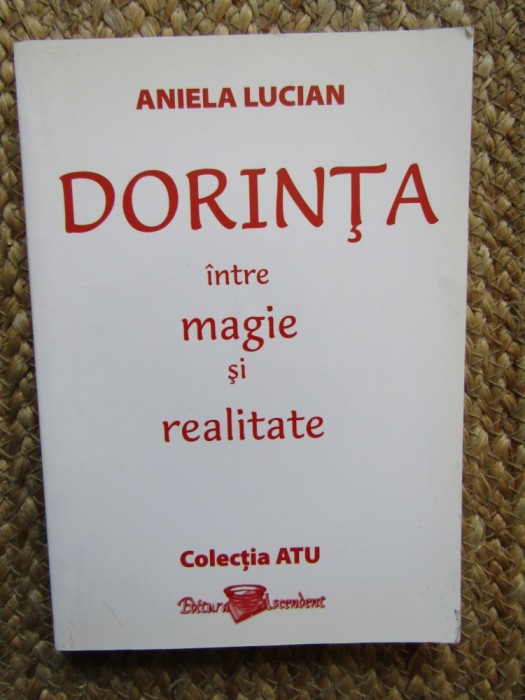 ANIELA LUCIAN
DORINŢA
între
magie
şi
realitate
Colecţia ATU
Editura Ascendent